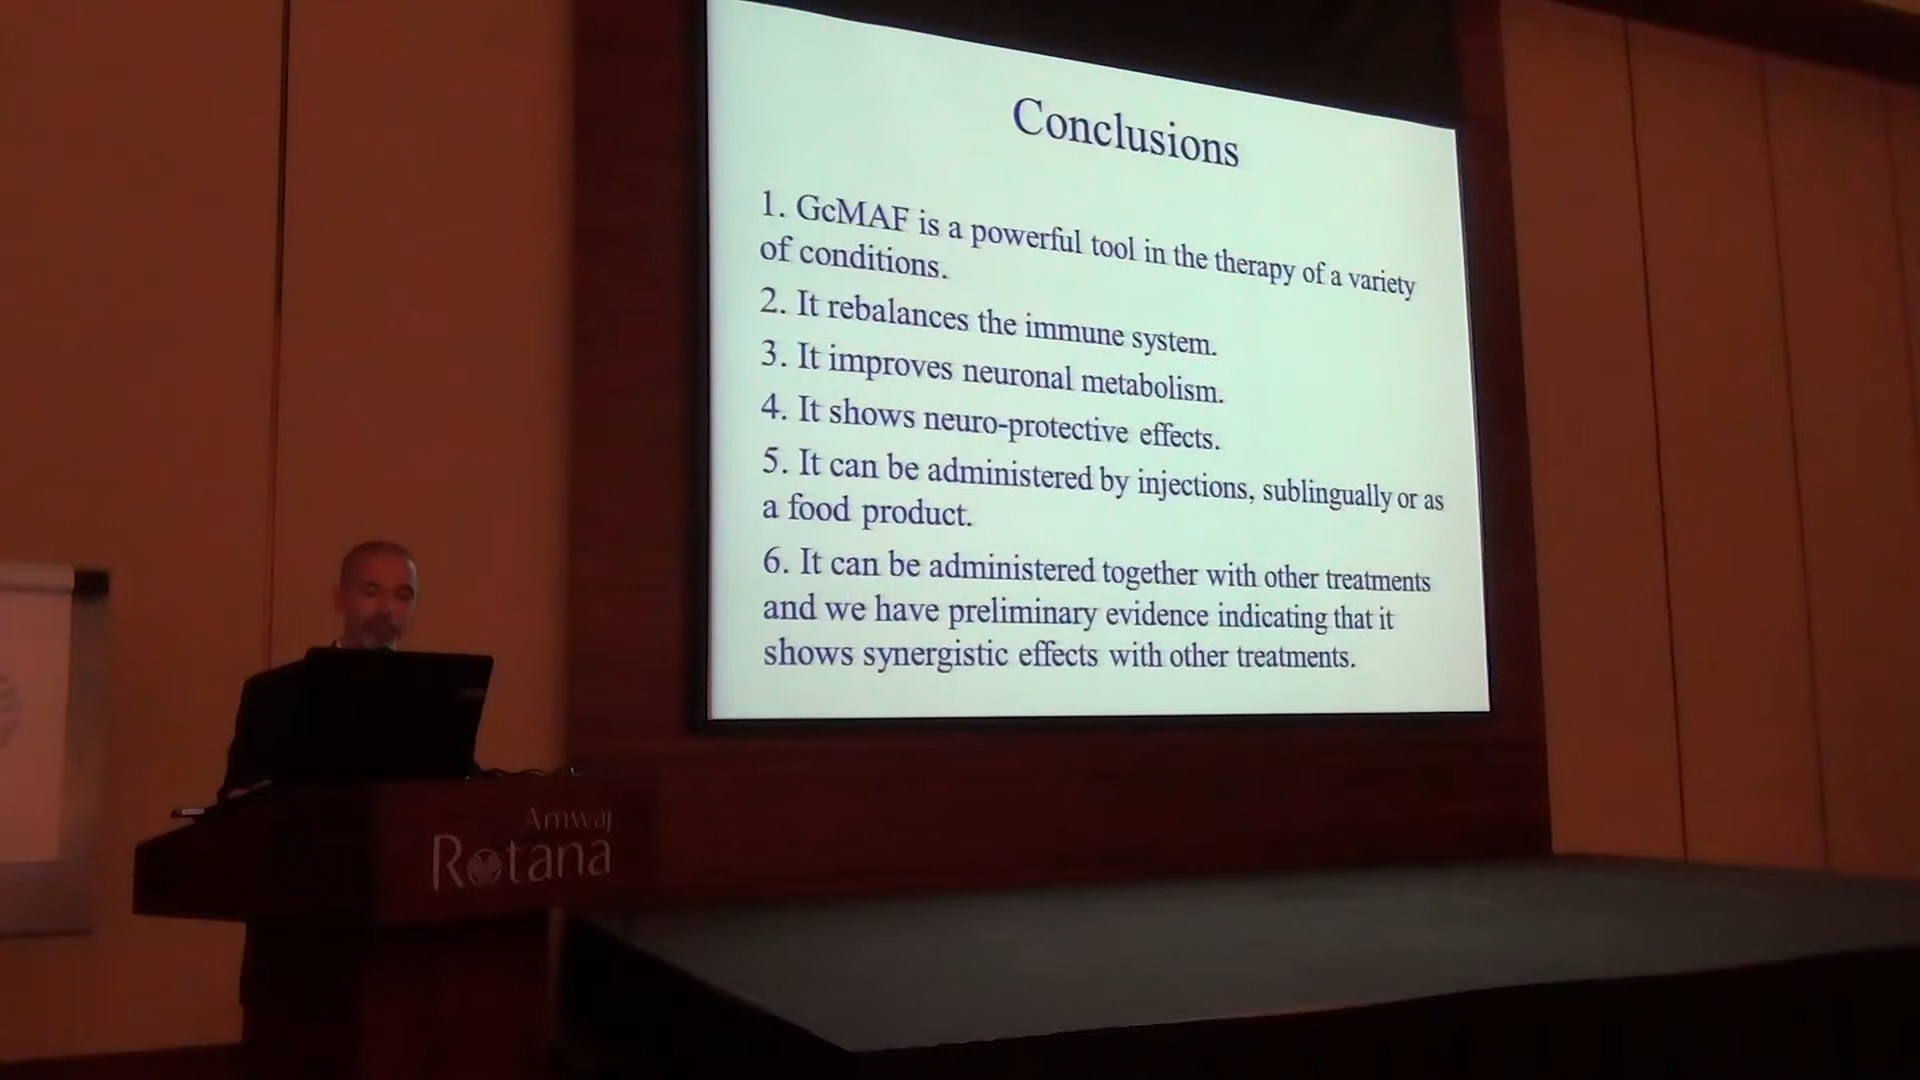 Conclusions
1. GcMAF is a powerful tool in the therapy of a variety
of conditions.
2. It rebalances the immune system.
3. It improves neuronal metabolism.
4. It shows neuro-protective effects.
5. It can be administered by injections, sublingually or as
a food product.
6. It can be administered together with other treatments
and we have preliminary evidence indicating that it
shows synergistic effects with other treatments.
Amwaj
Rotana